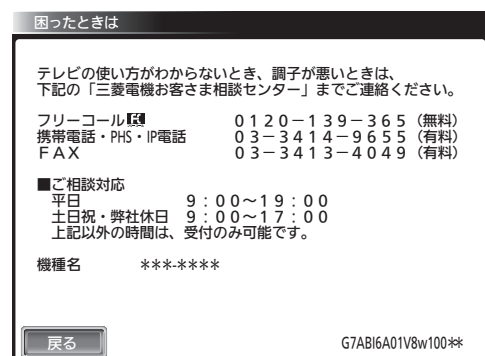 困ったときは
テレビの使い方がわからないとき、調子が悪いときは、
下記の「三菱電機お客さま相談センター」までご連絡ください。
フリーコール 0120－139－365（無料）
携帯電話・PHS・IP電話 03－3414－9655（有料）
ＦＡＸ 03－3413－4049（有料）
■ご相談対応
平日 9：00～19：00
土日祝・弊社休日 9：00～17：00
上記以外の時間は、受付のみ可能です。
機種名 ***-****
戻る
G7ABI6A01V8w100**